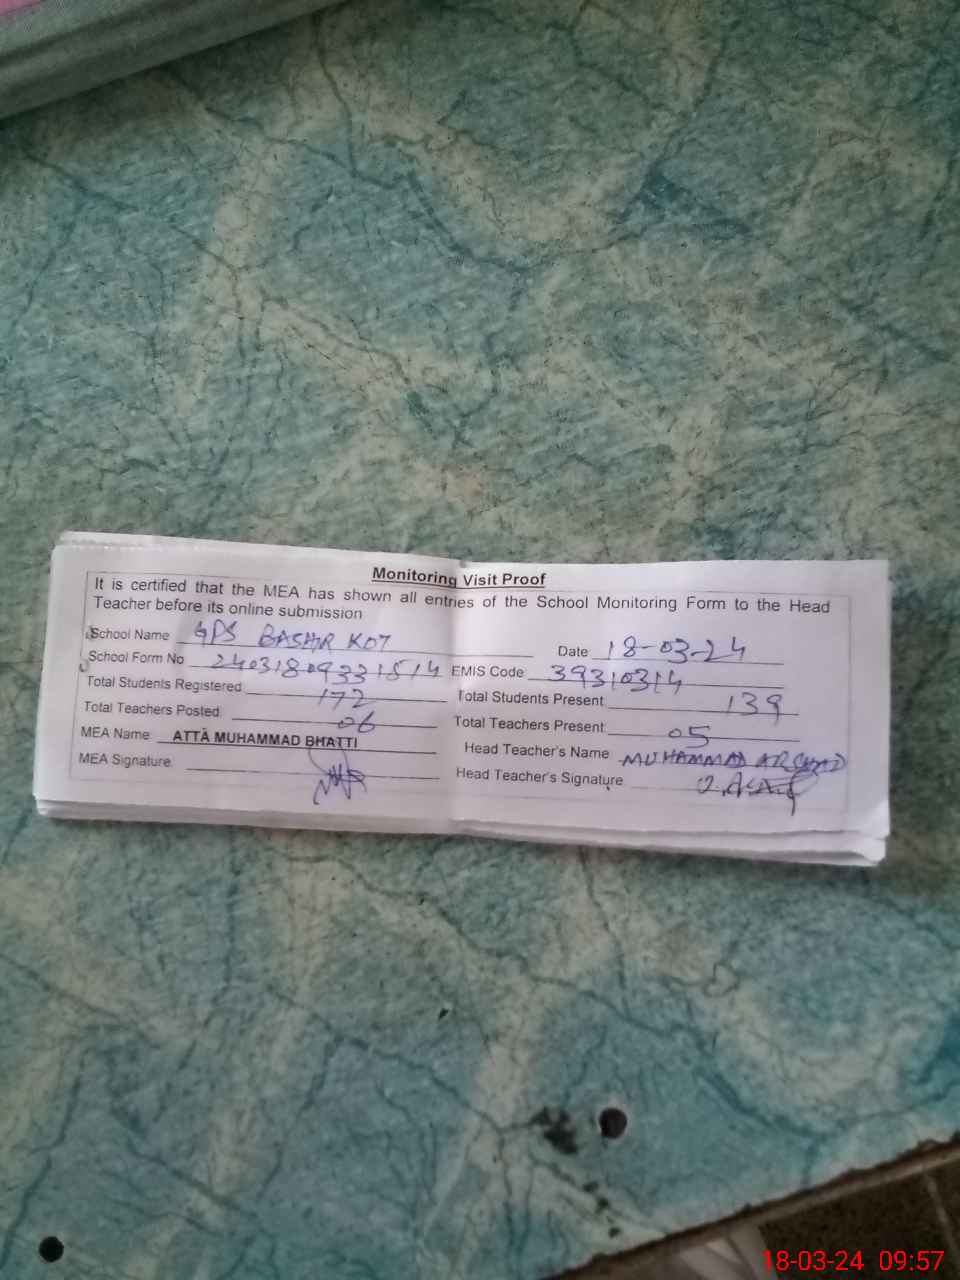 Monitoring Visit Proof
It is certified that the MEA has shown all entries of the School Monitoring Form to the Head
Teacher before its online submission
School Name GPS BASHIR KOT Date 18-03-24
School Form No 24031809331514 EMIS Code 39310314
Total Students Registered 172 Total Students Present 139
Total Teachers Posted 06 Total Teachers Present 05
MEA Name ATTA MUHAMMAD BHATTI Head Teacher's Name MUHAMMAD ARSHAD
MEA Signature Head Teacher's Signature
18-03-24 09:57